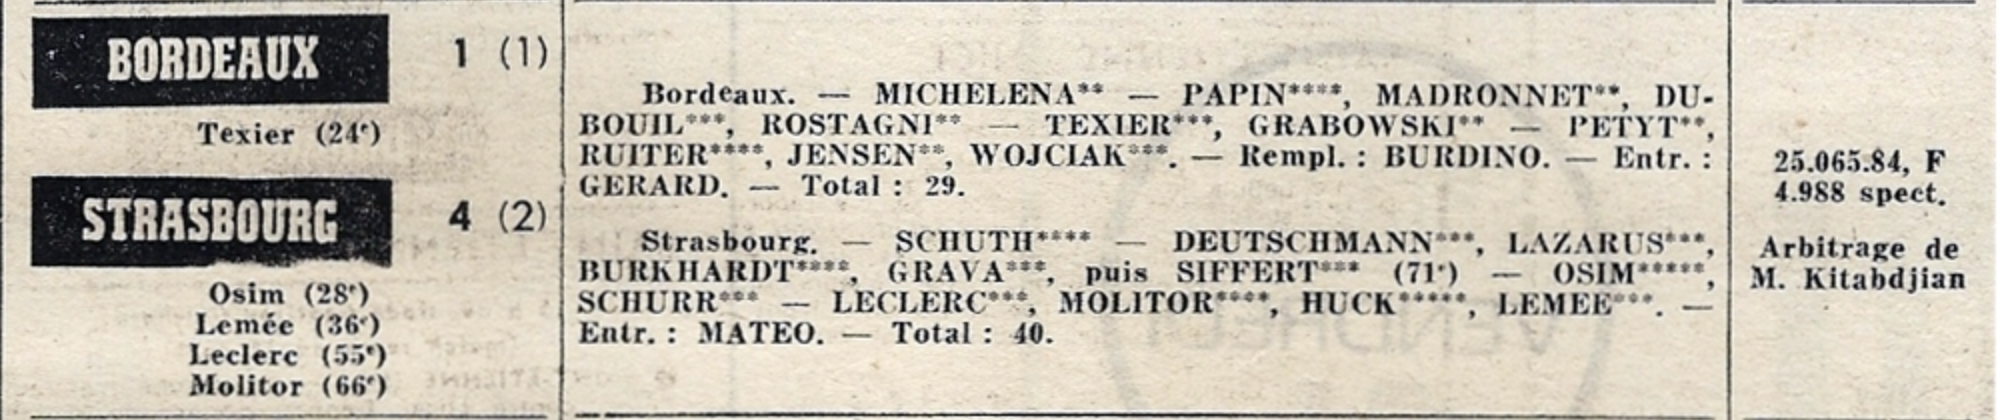 BORDEAUX 1 (1)
Texier (24e)
STRASBOURG 4 (2)
Osim (28e)
Lemée (36e)
Leclerc (55e)
Molitor (66e)
Bordeaux. — MICHELENA** — PAPIN****, MADRONNET**, DU-
BOUIL***, ROSTAGNI** — TEXIER***, GRABOWSKI** — PETYT**,
RUITER****, JENSEN**, WOJCIAK***. — Rempl. : BURDINO. — Entr. :
GERARD. — Total : 29.
Strasbourg. — SCHUTH**** — DEUTSCHMANN***, LAZARUS***,
BURKHARDT****, GRAVA***, puis SIFFERT*** (71e) — OSIM*****,
SCHURR*** — LECLERC***, MOLITOR****, HUCK*****, LEMEE***. —
Entr. : MATEO. — Total : 40.
25.065.84, F
4.988 spect.
Arbitrage de
M. Kitabdjian